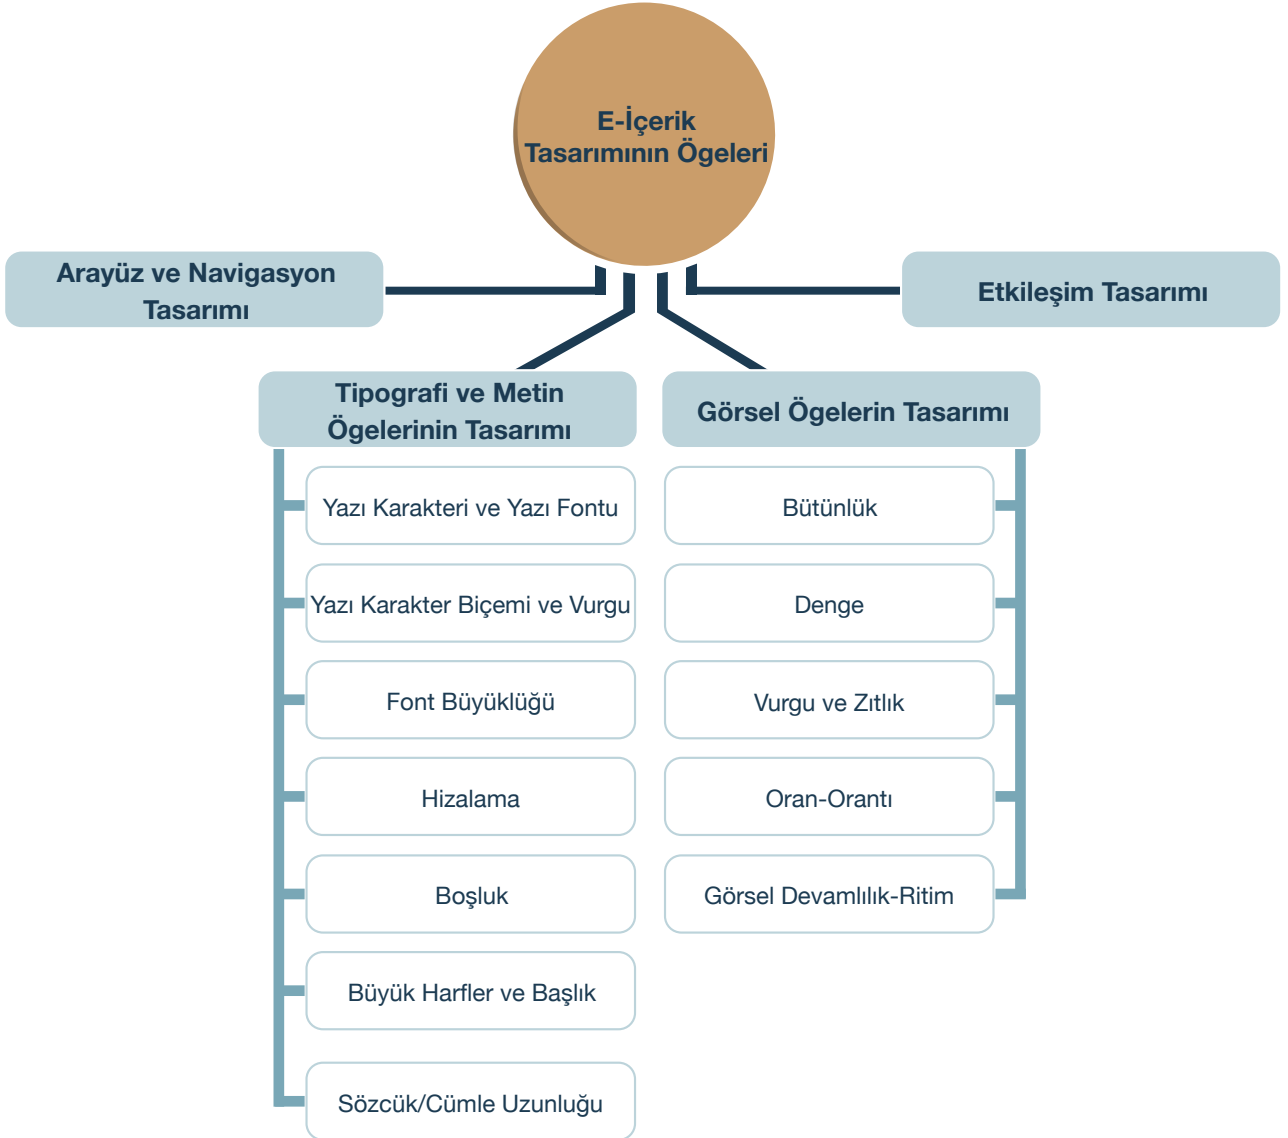 E-İçerik
Tasarımının Ögeleri
Arayüz ve Navigasyon
Tasarımı
Etkileşim Tasarımı
Tipografi ve Metin
Ögelerinin Tasarımı
Yazı Karakteri ve Yazı Fontu
Yazı Karakter Biçemi ve Vurgu
Font Büyüklüğü
Hizalama
Boşluk
Büyük Harfler ve Başlık
Sözcük/Cümle Uzunluğu
Görsel Ögelerin Tasarımı
Bütünlük
Denge
Vurgu ve Zıtlık
Oran-Orantı
Görsel Devamlılık-Ritim